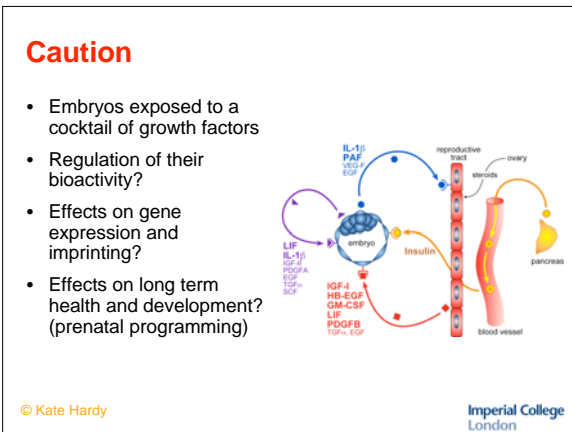 Caution
• Embryos exposed to a
cocktail of growth factors
• Regulation of their
bioactivity?
• Effects on gene
expression and
imprinting?
• Effects on long term
health and development?
(prenatal programming)
IL-1β
PAF
VEG-F
EGF
reproductive
tract
ovary
steroids
embryo
Insulin
pancreas
LIF
IL-1β
IGF-II
PDGFA
EGF
TGFα
SCF
IGF-I
HB-EGF
GM-CSF
LIF
PDGFB
TGFα, EGF
blood vessel
© Kate Hardy
Imperial College
London